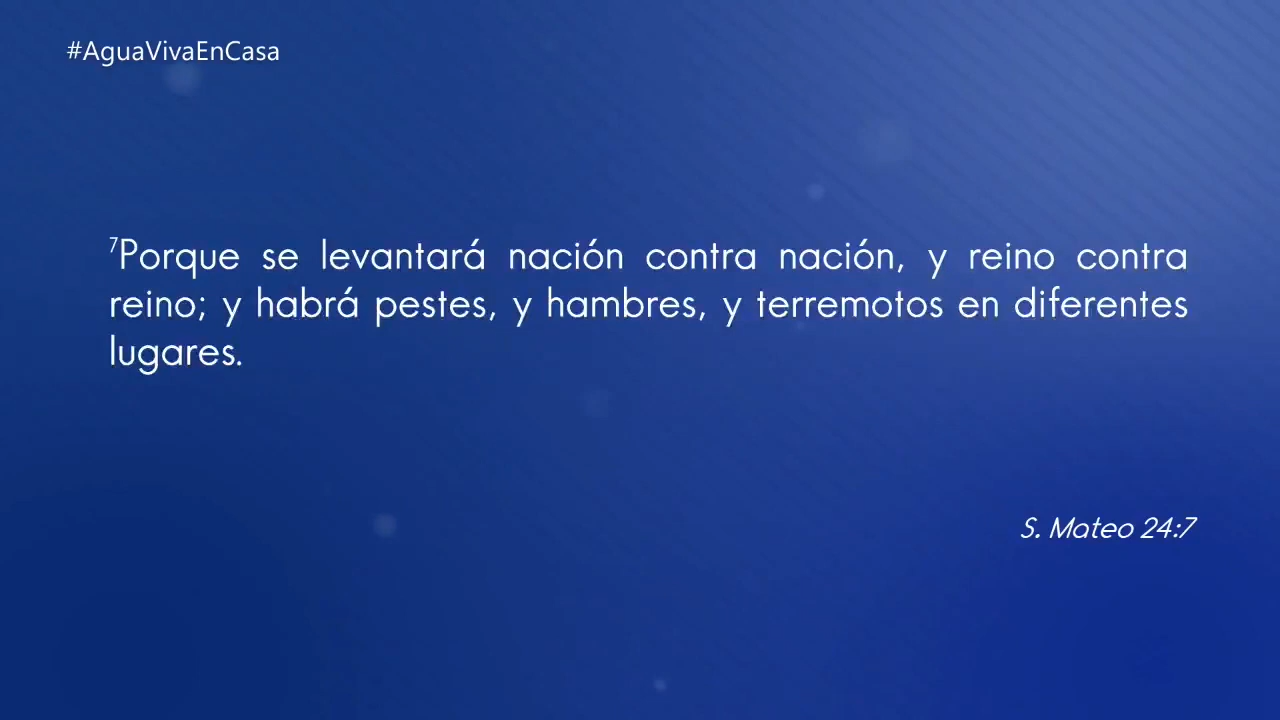 #AguaVivaEnCasa
⁷Porque se levantará nación contra nación, y reino contra
reino; y habrá pestes, y hambres, y terremotos en diferentes
lugares.
S. Mateo 24:7